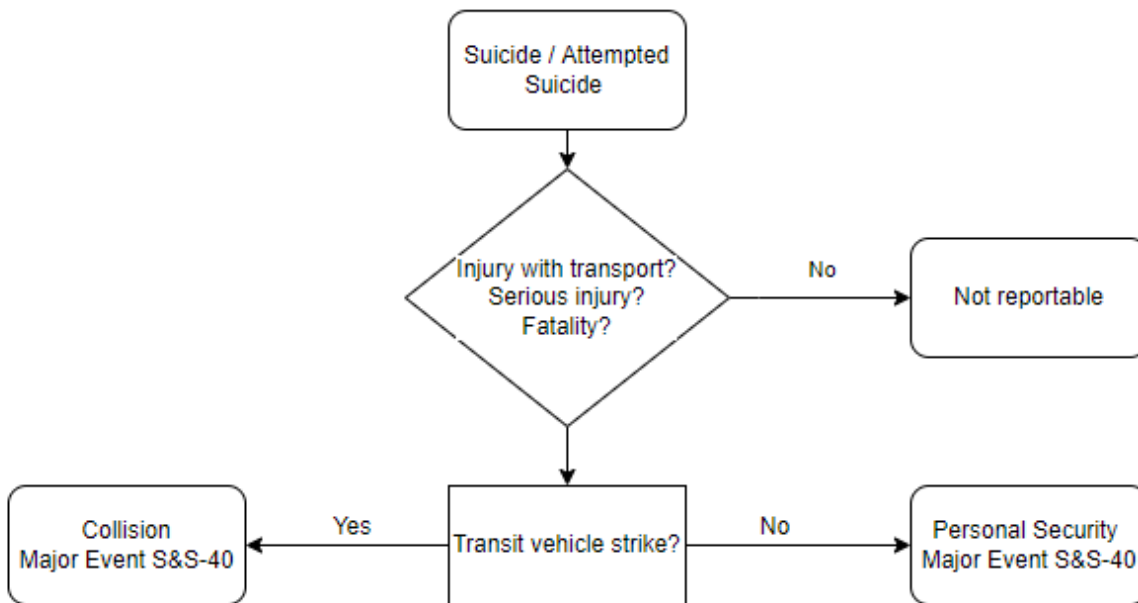 Suicide / Attempted
Suicide
Injury with transport?
Serious injury?
Fatality?
No
Not reportable
Collision
Major Event S&S-40
Yes
Transit vehicle strike?
No
Personal Security
Major Event S&S-40